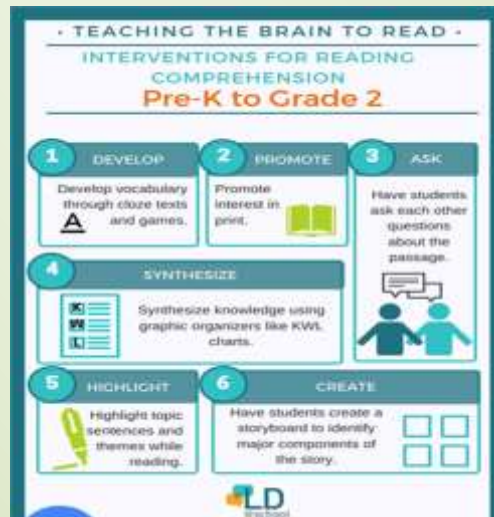 • TEACHING THE BRAIN TO READ •
INTERVENTIONS FOR READING
COMPREHENSION
Pre-K to Grade 2
1 DEVELOP
Develop vocabulary
through cloze texts
and games.
A
2 PROMOTE
Promote
interest in
print.
3 ASK
Have students
ask each other
questions
about the
passage.
4 SYNTHESIZE
K
W
L
Synthesize knowledge using
graphic organizers like KWL
charts.
5 HIGHLIGHT
Highlight topic
sentences and
themes while
reading.
6 CREATE
Have students create a
storyboard to identify
major components of
the story.
LD